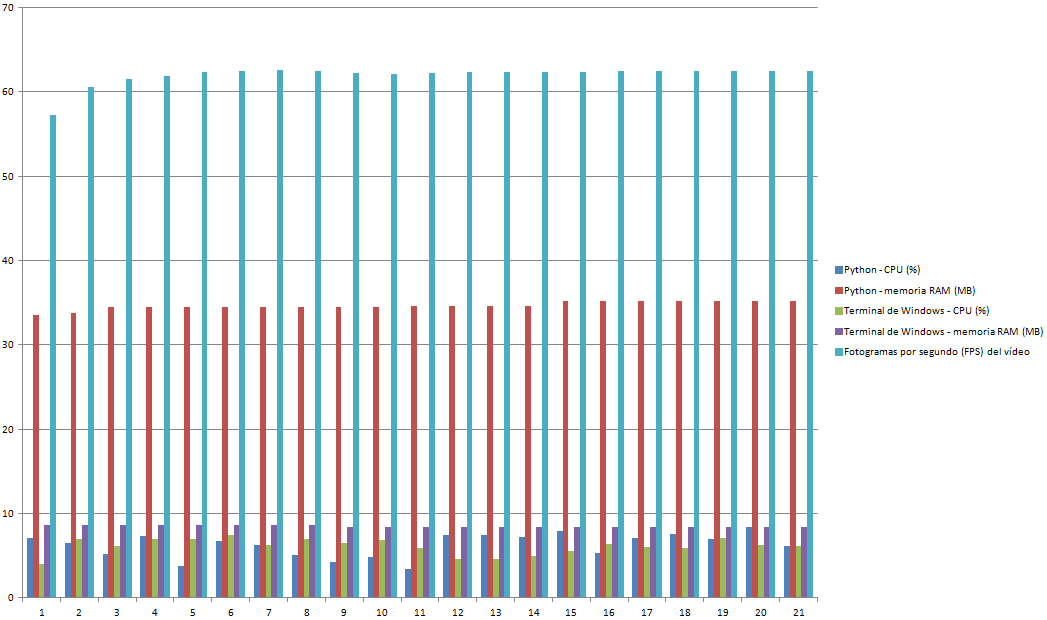 70
60
50
40
30
20
10
0
1 2 3 4 5 6 7 8 9 10 11 12 13 14 15 16 17 18 19 20 21
Python - CPU (%)
Python - memoria RAM (MB)
Terminal de Windows - CPU (%)
Terminal de Windows - memoria RAM (MB)
Fotogramas por segundo (FPS) del vídeo